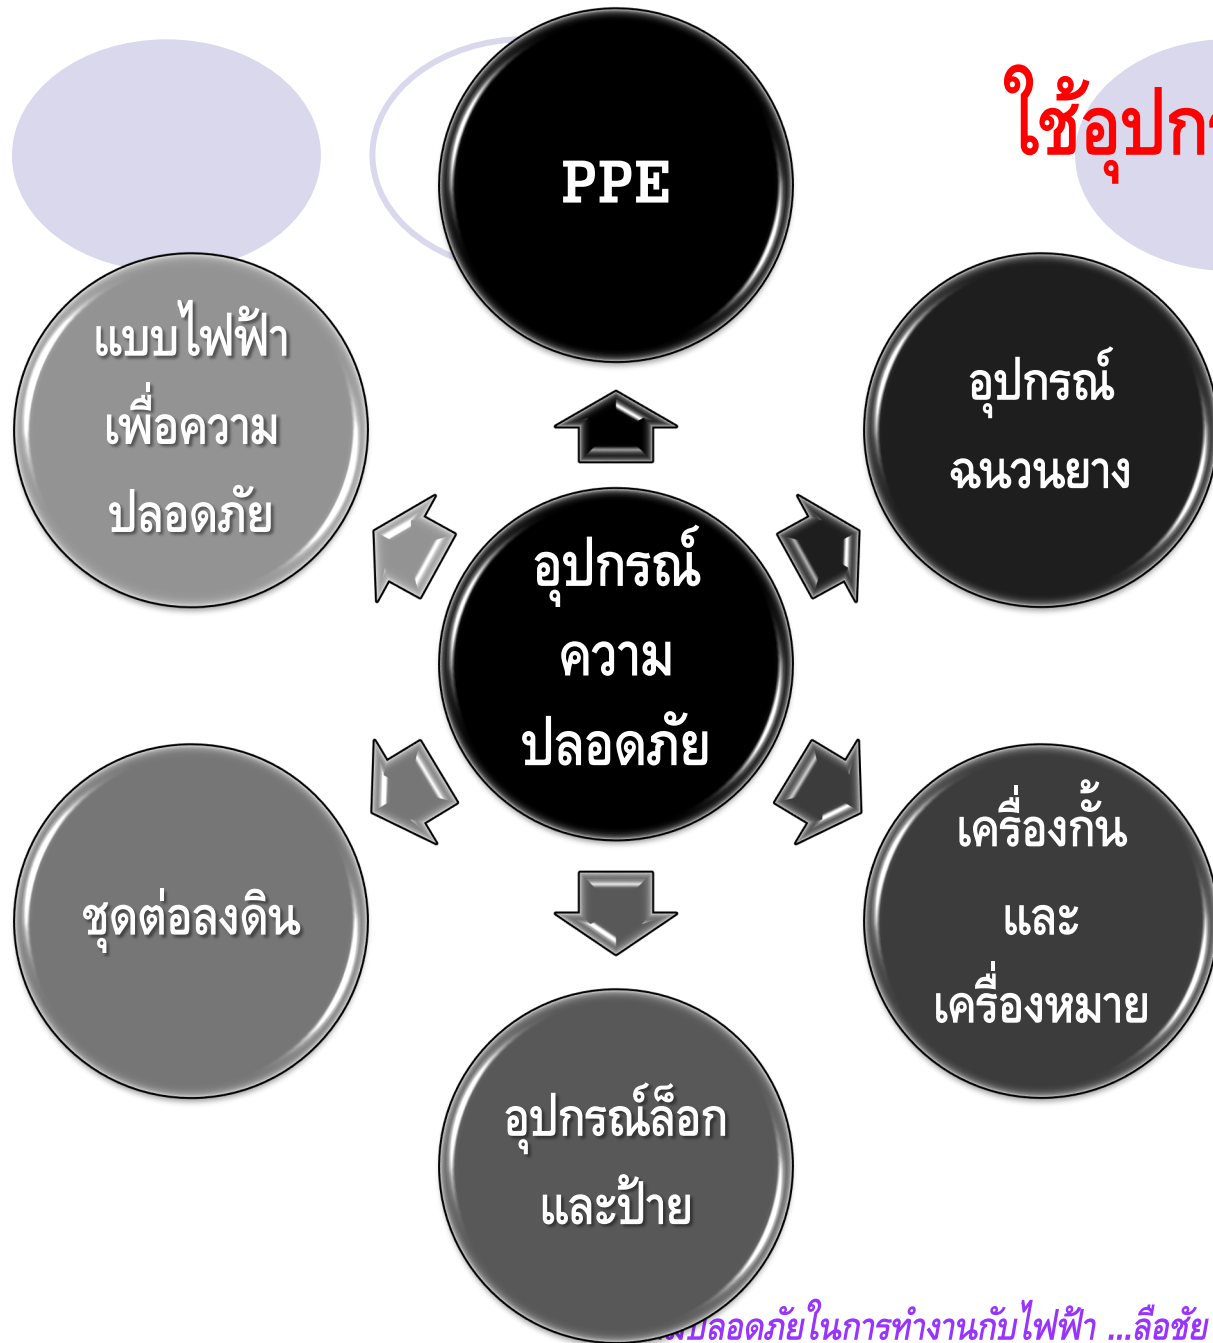 ใช้อุปกร
PPE
แบบไฟฟ้า
เพื่อความ
ปลอดภัย
อุปกรณ์
ฉนวนยาง
อุปกรณ์
ความ
ปลอดภัย
ชุดต่อลงดิน
เครื่องกั้น
และ
เครื่องหมาย
อุปกรณ์ล็อก
และป้าย
มปลอดภัยในการทำงานกับไฟฟ้า ...ลือชัย